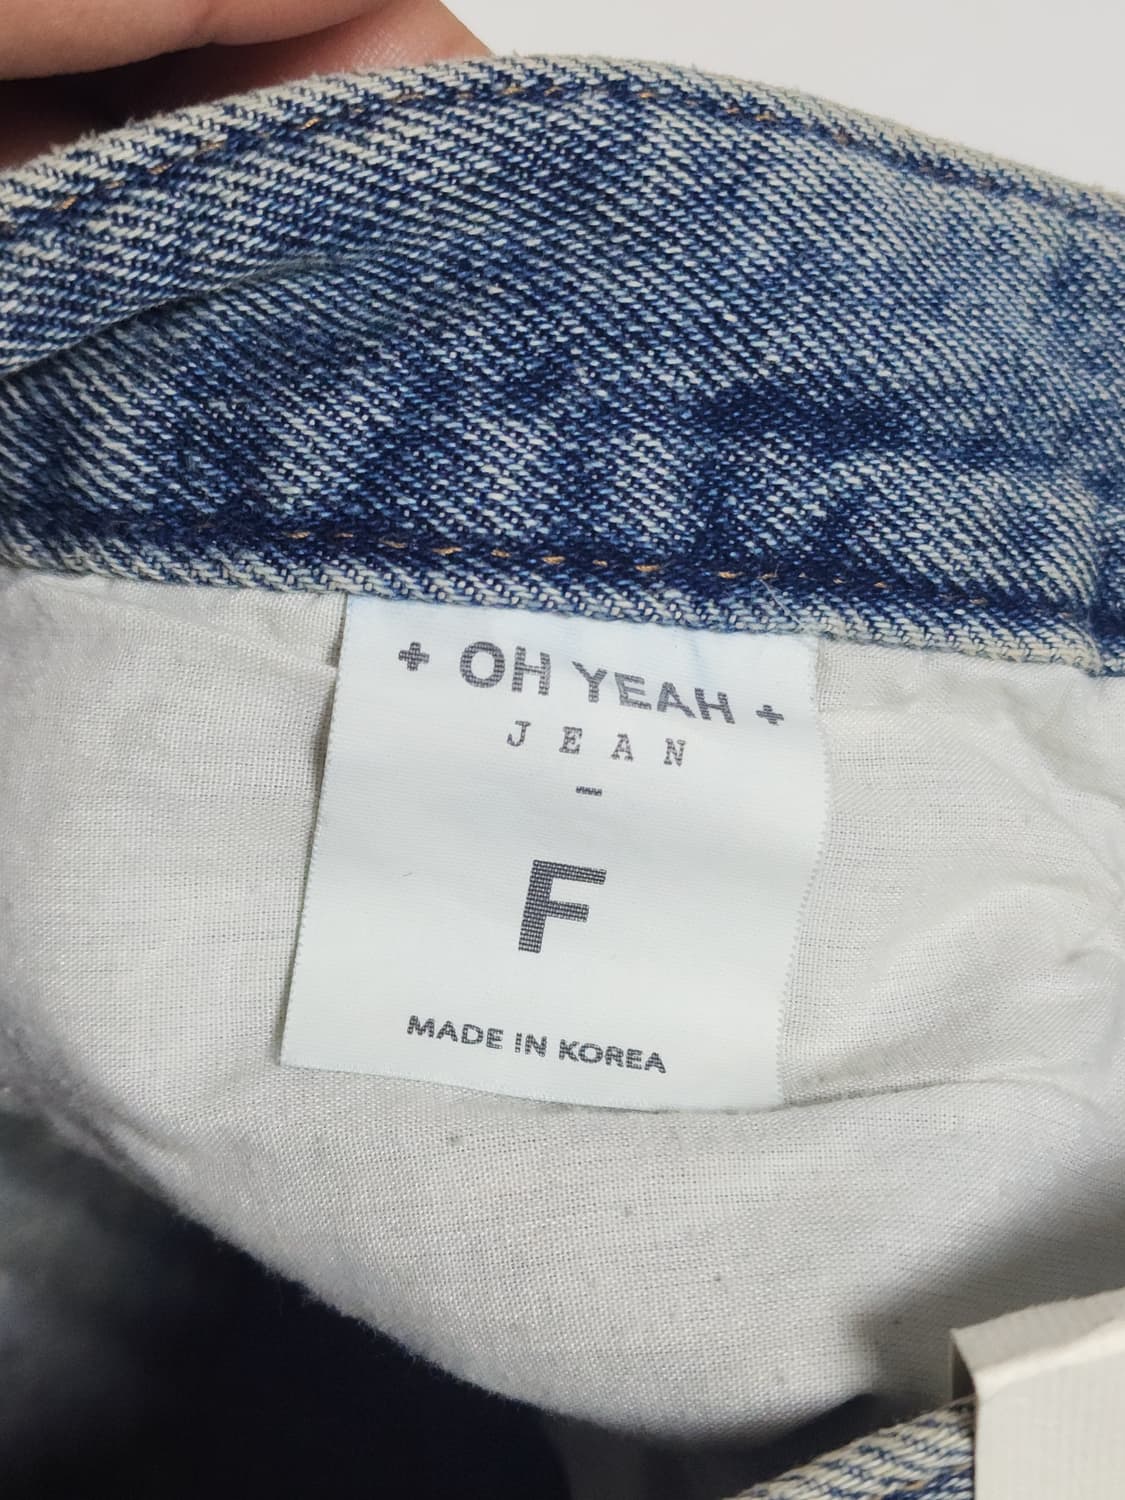 + OH YEAH +
JEAN
-
F
MADE IN KOREA